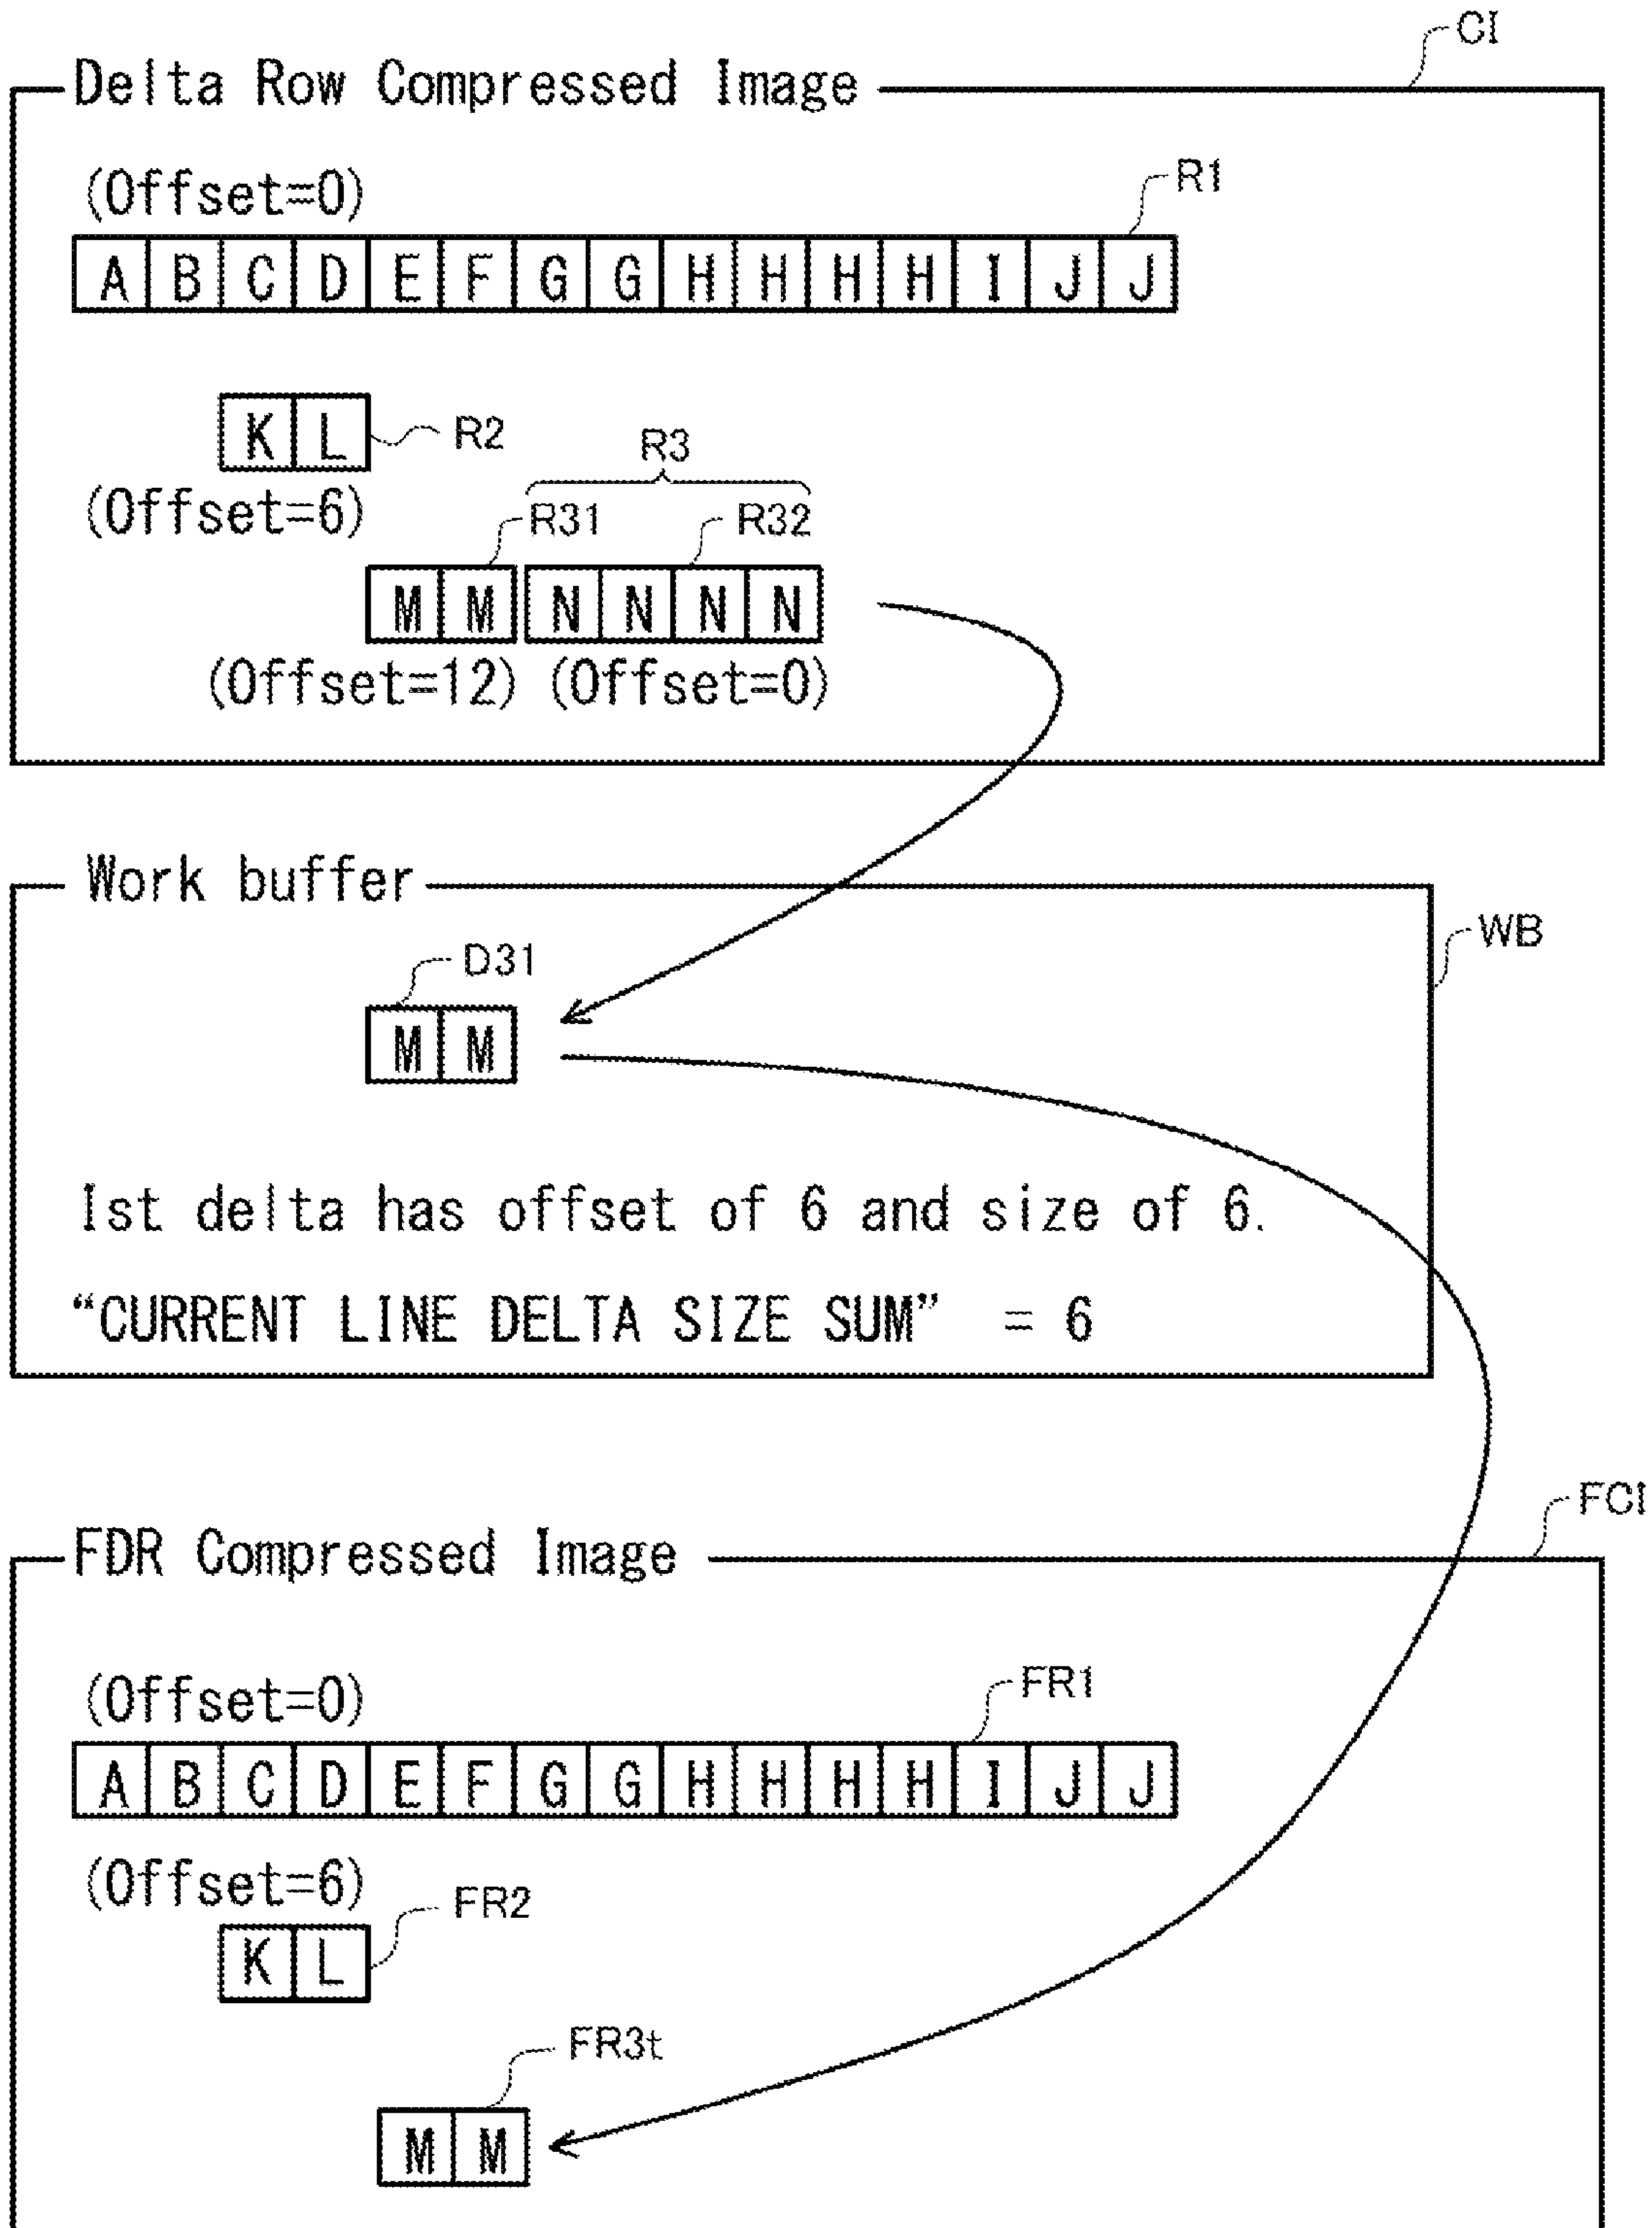 CI
Delta Row Compressed Image
(Offset=0)
R1
A B C D E F G G H H H H I J J
K L
R2
R3
(Offset=6)
R31
R32
M M N N N N
(Offset=12) (Offset=0)
Work buffer
WB
D31
M M
Ist delta has offset of 6 and size of 6.
“CURRENT LINE DELTA SIZE SUM” = 6
FCI
FDR Compressed Image
(Offset=0)
FR1
A B C D E F G G H H H H I J J
(Offset=6)
FR2
K L
FR3t
M M